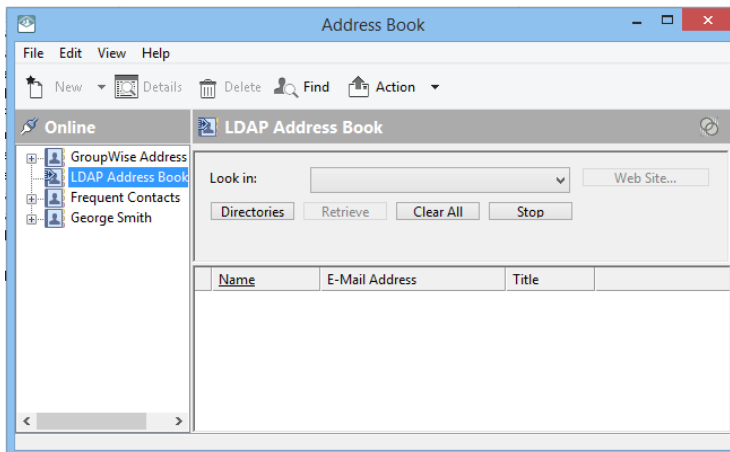 Address Book
File Edit View Help
New Details Delete Find Action
Online
LDAP Address Book
GroupWise Address
LDAP Address Book
Frequent Contacts
George Smith
Look in:
Web Site...
Directories Retrieve Clear All Stop
Name E-Mail Address Title